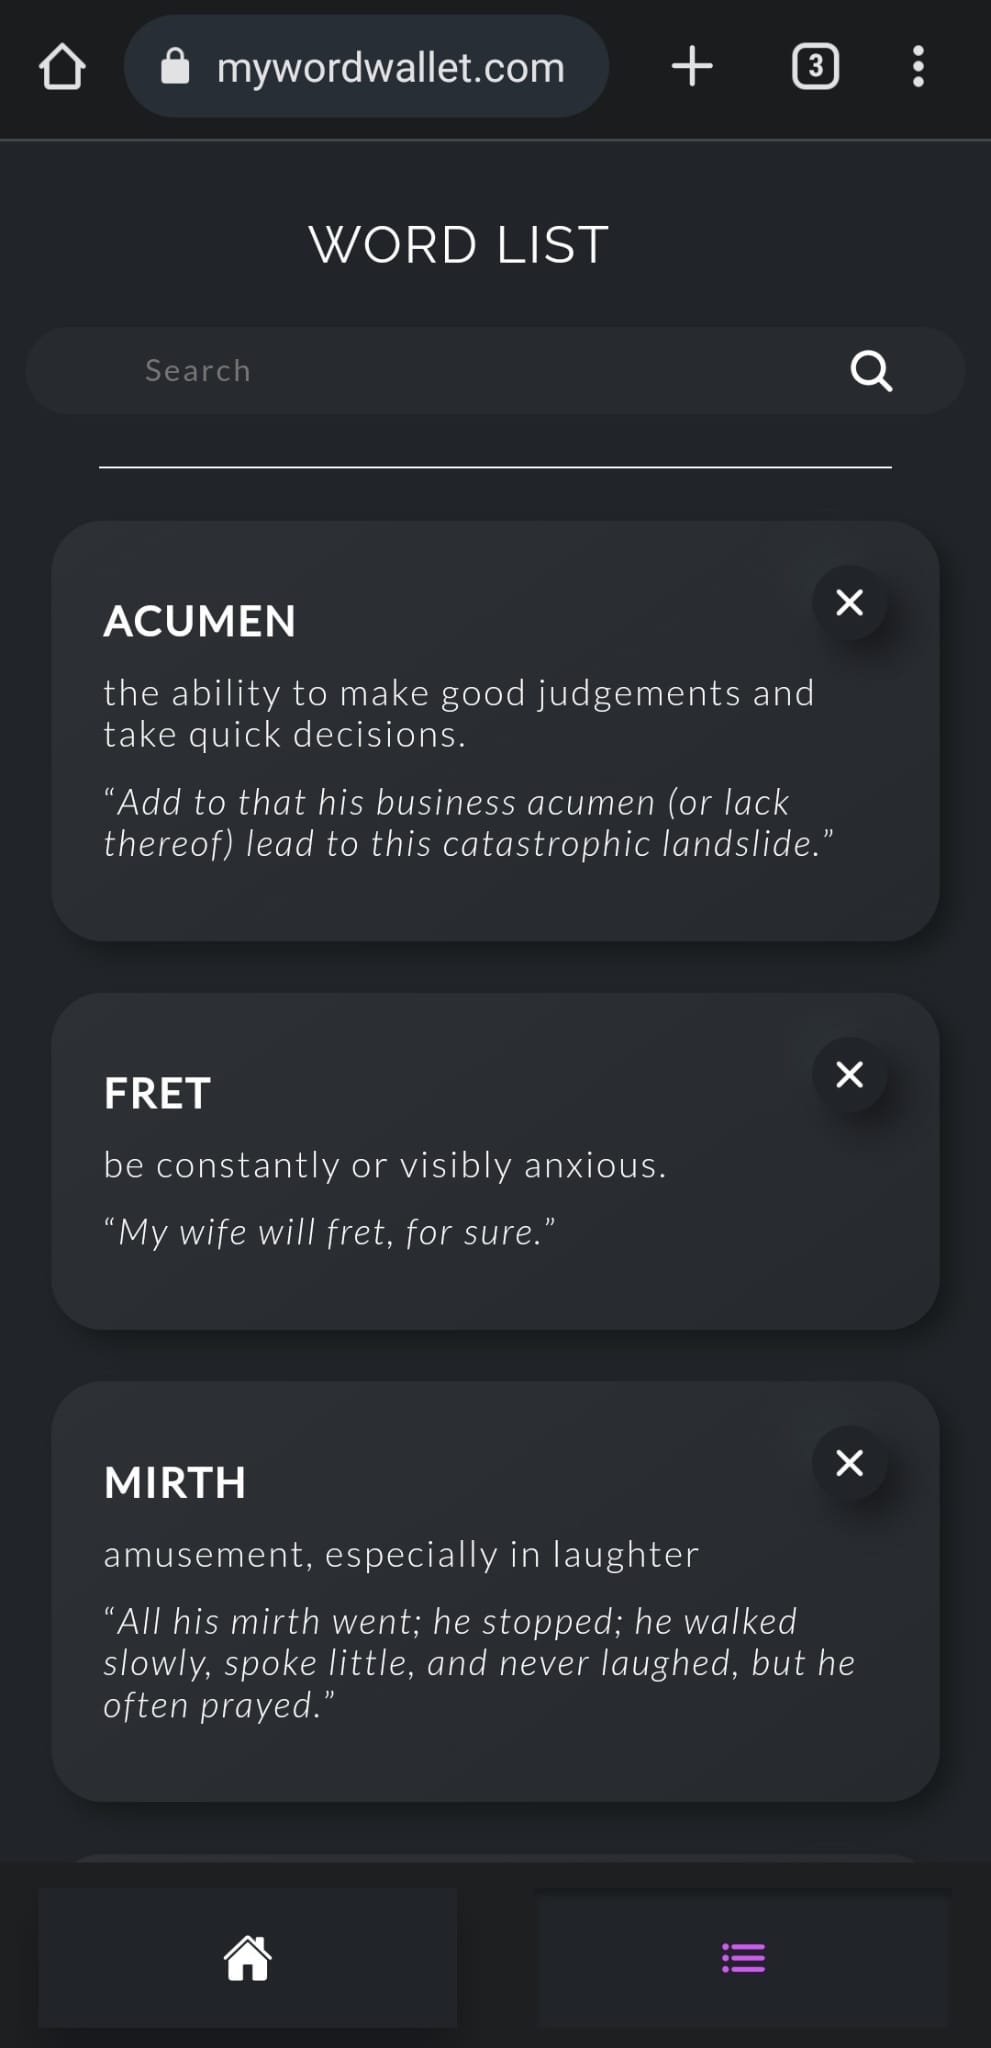 mywordwallet.com
3
WORD LIST
Search
ACUMEN
the ability to make good judgements and
take quick decisions.
“Add to that his business acumen (or lack
thereof) lead to this catastrophic landslide.”
FRET
be constantly or visibly anxious.
“My wife will fret, for sure.”
MIRTH
amusement, especially in laughter
“All his mirth went; he stopped; he walked
slowly, spoke little, and never laughed, but he
often prayed.”